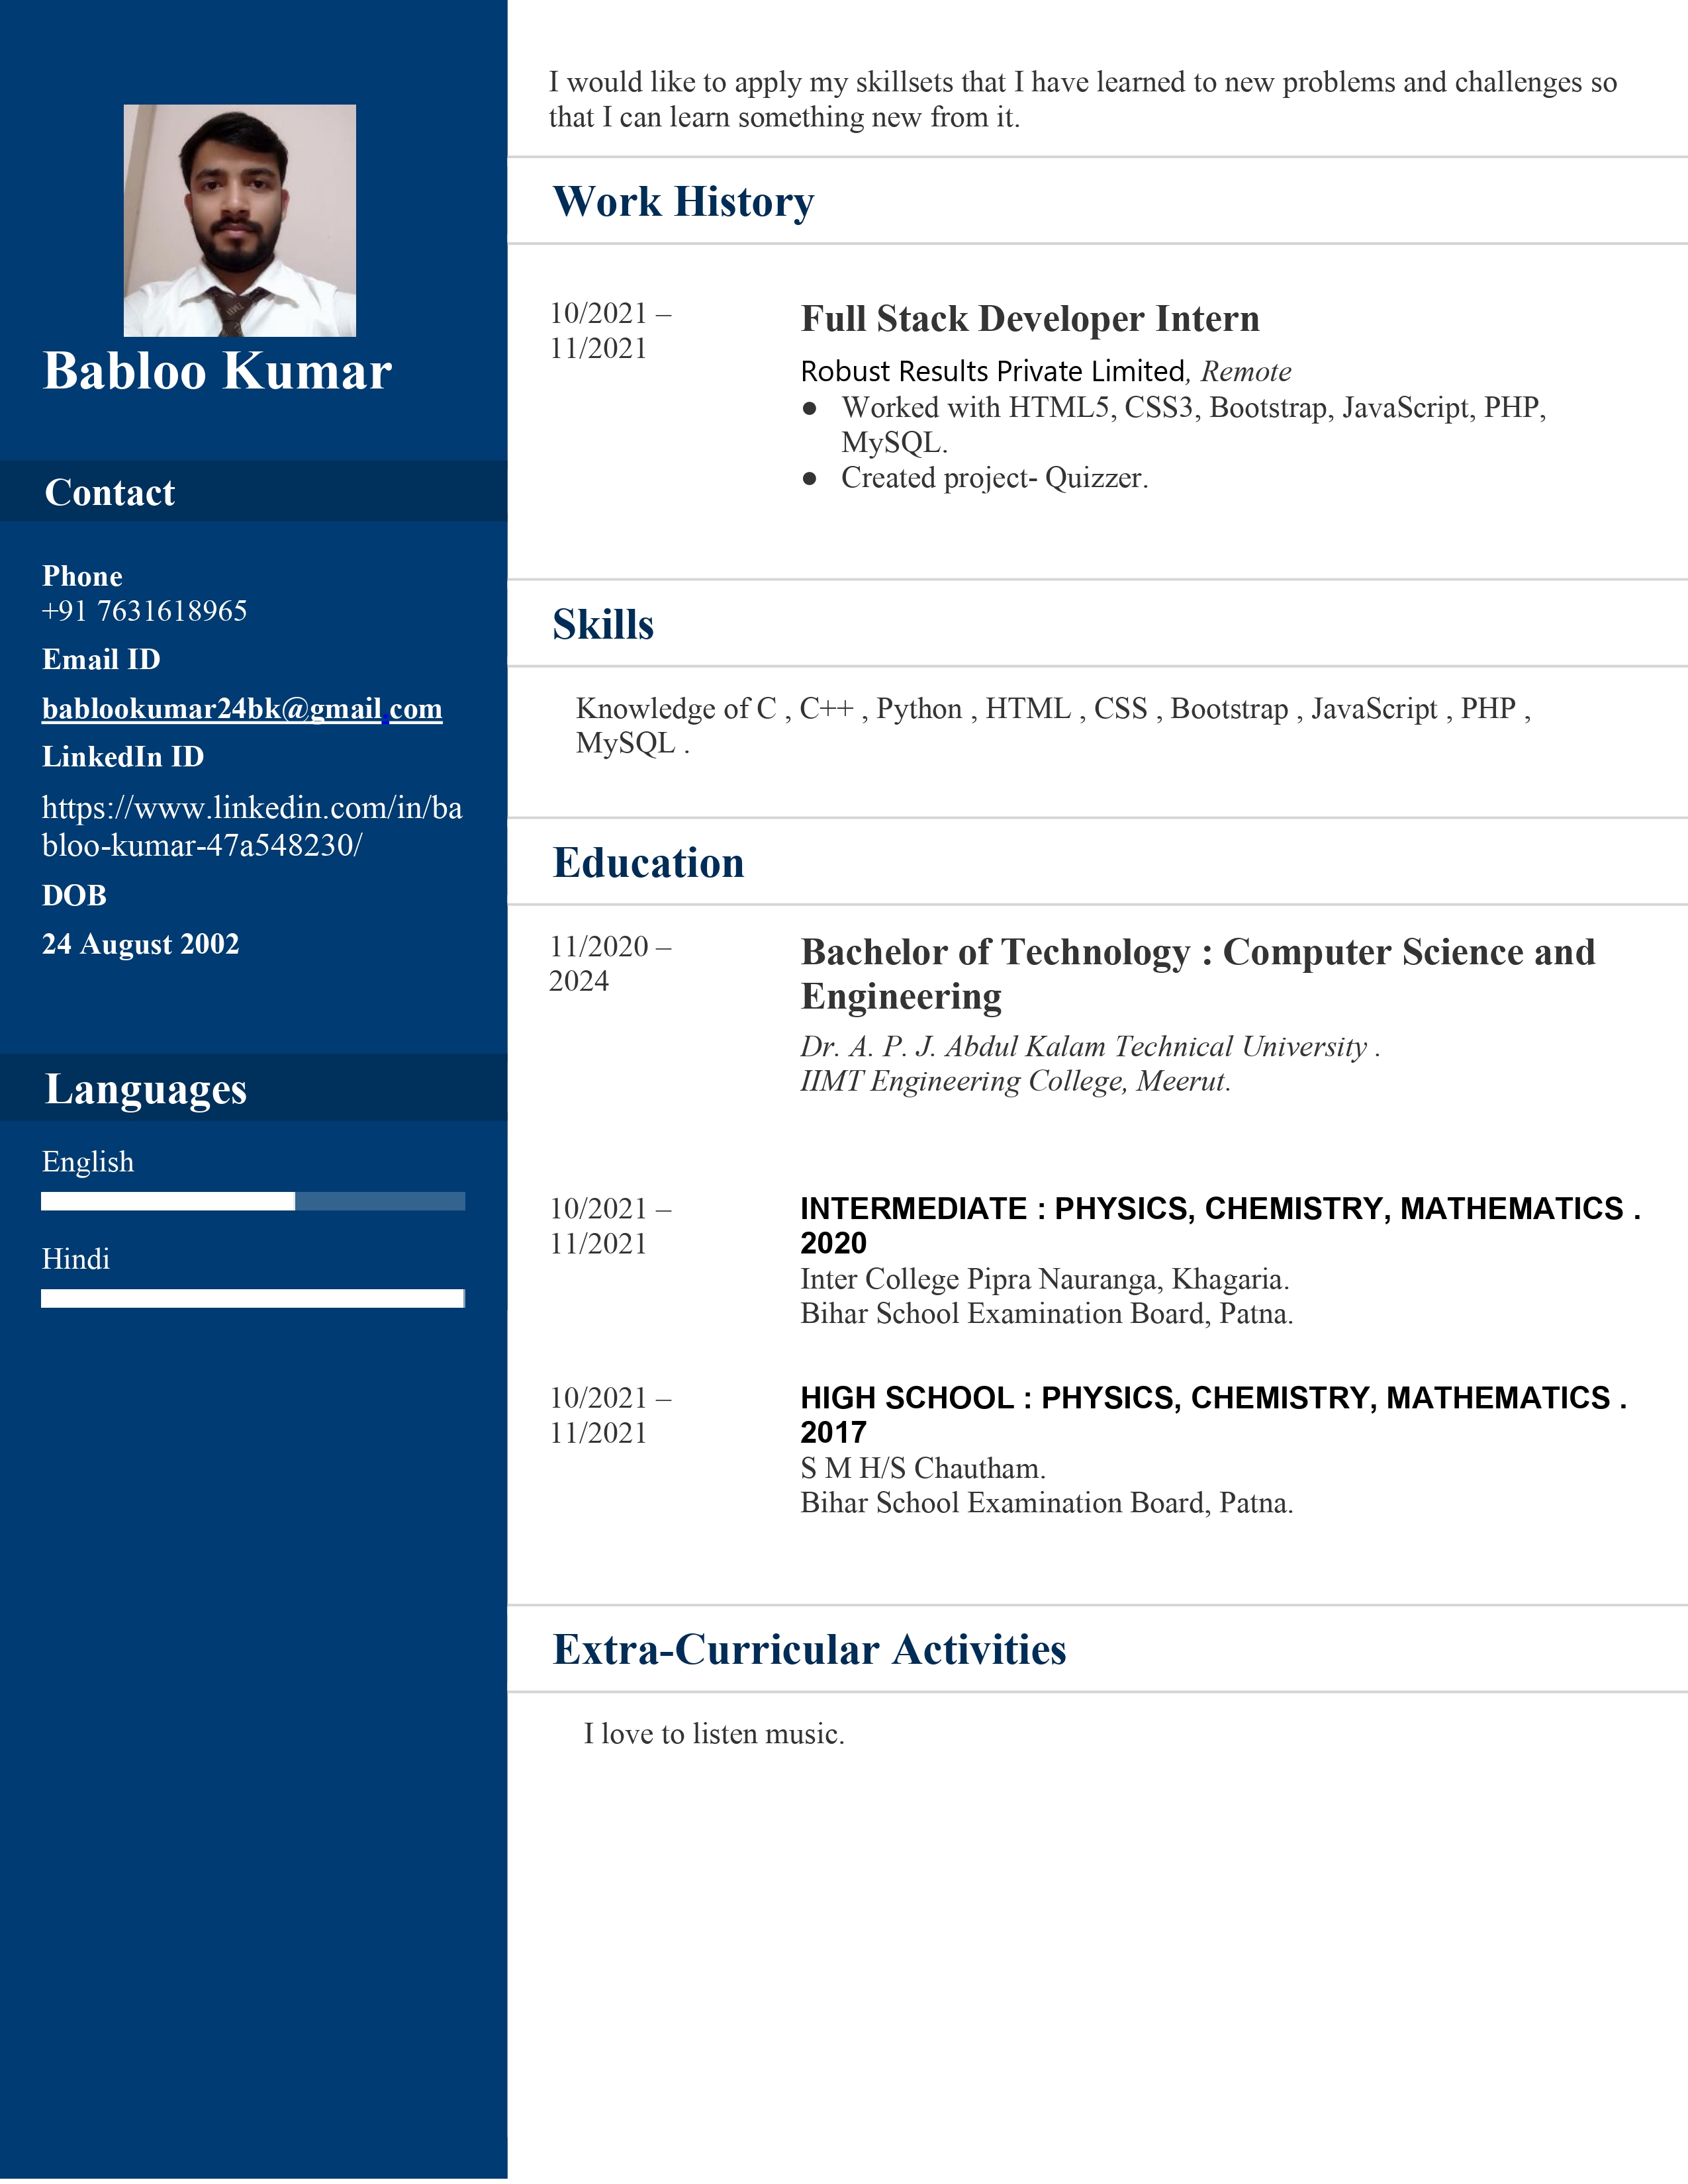 Babloo Kumar
Contact
Phone
+91 7631618965
Email ID
bablookumar24bk@gmail.com
LinkedIn ID
https://www.linkedin.com/in/ba
bloo-kumar-47a548230/
DOB
24 August 2002
Languages
English
Hindi
I would like to apply my skillsets that I have learned to new problems and challenges so
that I can learn something new from it.
Work History
10/2021 –
11/2021
Full Stack Developer Intern
Robust Results Private Limited, Remote
● Worked with HTML5, CSS3, Bootstrap, JavaScript, PHP,
MySQL.
● Created project- Quizzer.
Skills
Knowledge of C , C++ , Python , HTML , CSS , Bootstrap , JavaScript , PHP ,
MySQL .
Education
11/2020 –
2024
Bachelor of Technology : Computer Science and
Engineering
Dr. A. P. J. Abdul Kalam Technical University .
IIMT Engineering College, Meerut.
10/2021 –
11/2021
INTERMEDIATE : PHYSICS, CHEMISTRY, MATHEMATICS .
2020
Inter College Pipra Nauranga, Khagaria.
Bihar School Examination Board, Patna.
10/2021 –
11/2021
HIGH SCHOOL : PHYSICS, CHEMISTRY, MATHEMATICS .
2017
S M H/S Chautham.
Bihar School Examination Board, Patna.
Extra-Curricular Activities
I love to listen music.